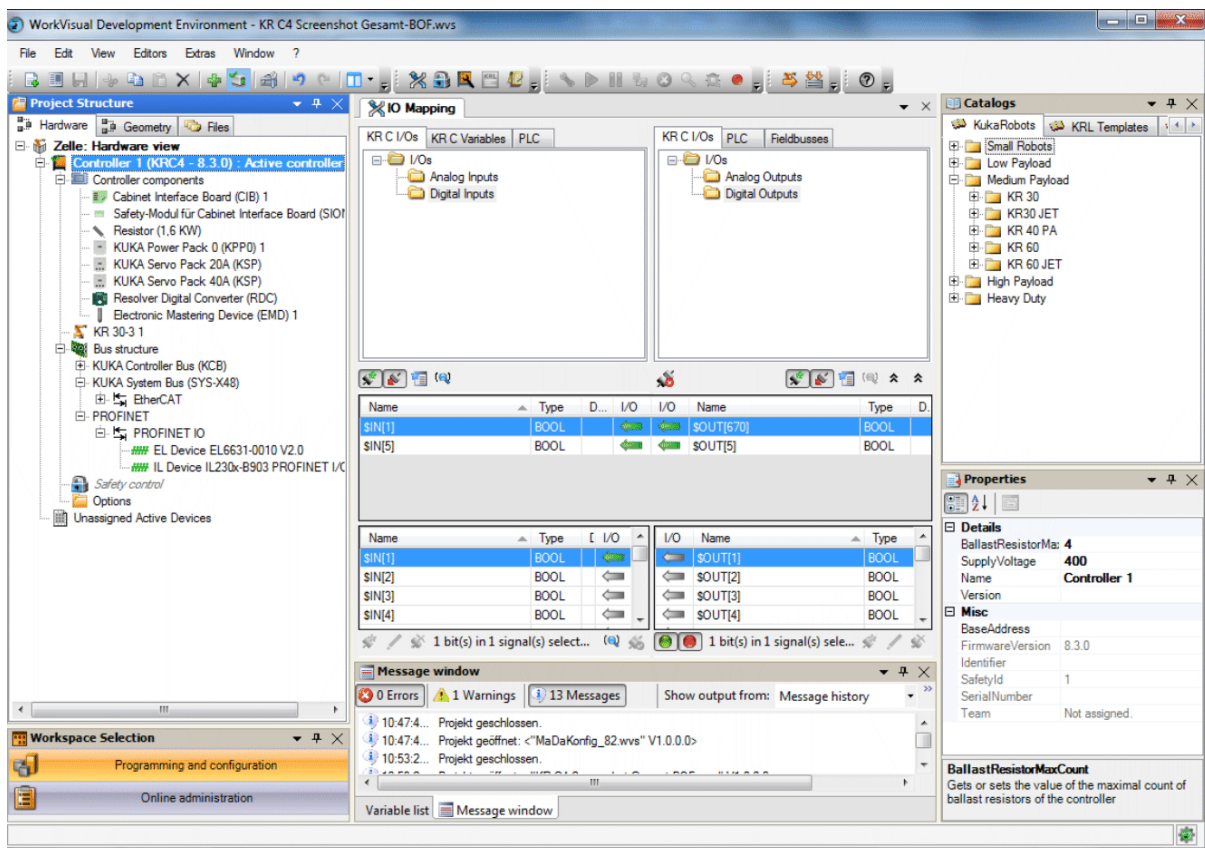 WorkVisual Development Environment - KR C4 Screenshot Gesamt-BOF.wvs
File Edit View Editors Extras Window ?
Project Structure
Hardware Geometry Files
Zelle: Hardware view
Controller 1 (KRC4 - 8.3.0) : Active controller
Controller components
Cabinet Interface Board (CIB) 1
Safety-Modul für Cabinet Interface Board (SION
Resistor (1,6 KW)
KUKA Power Pack 0 (KPP0) 1
KUKA Servo Pack 20A (KSP)
KUKA Servo Pack 40A (KSP)
Resolver Digital Converter (RDC)
Electronic Mastering Device (EMD) 1
KR 30-3 1
Bus structure
KUKA Controller Bus (KCB)
KUKA System Bus (SYS-X48)
EtherCAT
PROFINET
PROFINET IO
EL Device EL6631-0010 V2.0
IL Device IL230x-B903 PROFINET I/C
Safety control
Options
Unassigned Active Devices
Workspace Selection
Programming and configuration
Online administration
IO Mapping
KR C I/Os KR C Variables PLC
I/Os
Analog Inputs
Digital Inputs
KR C I/Os PLC Fieldbusses
I/Os
Analog Outputs
Digital Outputs
Name Type D... I/O I/O Name Type D.
$IN[1] BOOL $OUT[670] BOOL
$IN[5] BOOL $OUT[5] BOOL
Name Type I/O I/O Name Type
$IN[1] BOOL $OUT[1] BOOL
$IN[2] BOOL $OUT[2] BOOL
$IN[3] BOOL $OUT[3] BOOL
$IN[4] BOOL $OUT[4] BOOL
1 bit(s) in 1 signal(s) select... 1 bit(s) in 1 signal(s) sele...
Message window
0 Errors 1 Warnings 13 Messages Show output from: Message history
10:47:4... Projekt geschlossen.
10:47:4... Projekt geöffnet: <"MaDaKonfig_82.wvs" V1.0.0.0>
10:53:2... Projekt geschlossen.
Variable list Message window
Catalogs
KukaRobots KRL Templates
Small Robots
Low Payload
Medium Payload
KR 30
KR30 JET
KR 40 PA
KR 60
KR 60 JET
High Payload
Heavy Duty
Properties
Details
BallastResistorMa: 4
SupplyVoltage 400
Name Controller 1
Version
Misc
BaseAddress
FirmwareVersion 8.3.0
Identifier
SafetyId 1
SerialNumber
Team Not assigned.
BallastResistorMaxCount
Gets or sets the value of the maximal count of
ballast resistors of the controller